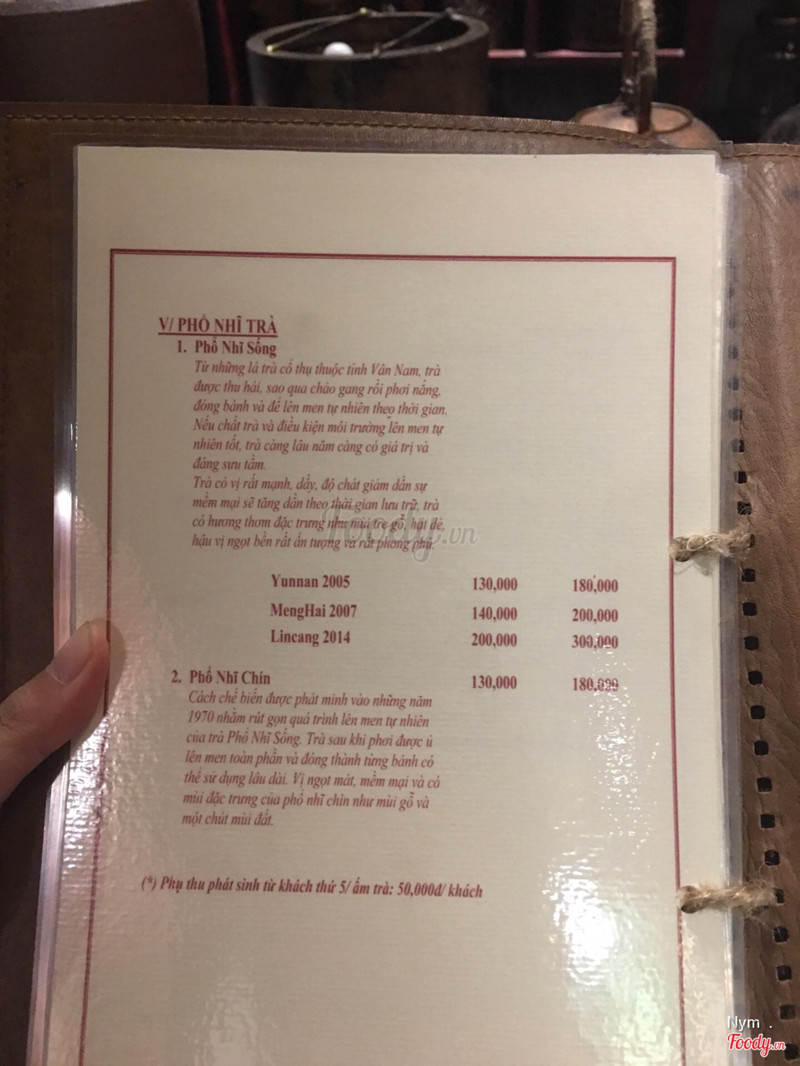 V/ PHỔ NHĨ TRÀ
1. Phổ Nhĩ Sống
Từ những lá trà cổ thụ thuộc tỉnh Vân Nam, trà
được thu hái, sao qua chảo gang rồi phơi nắng,
đóng bánh và để lên men tự nhiên theo thời gian.
Nếu chất trà và điều kiện môi trường lên men tự
nhiên tốt, trà càng lâu năm càng có giá trị và
đáng sưu tầm.
Trà có vị rất mạnh, dầy, độ chát giảm dần sự
mềm mại sẽ tăng dần theo thời gian lưu trữ, trà
có hương thơm đặc trưng như mùi tre gỗ, hạt dẻ,
hậu vị ngọt bền rất ấn tượng và rất phong phú.
Yunnan 2005 130,000 180,000
MengHai 2007 140,000 200,000
Lincang 2014 200,000 300,000
2. Phổ Nhĩ Chín 130,000 180,000
Cách chế biến được phát minh vào những năm
1970 nhằm rút gọn quá trình lên men tự nhiên
của trà Phổ Nhĩ Sống. Trà sau khi phơi được ủ
lên men toàn phần và đóng thành từng bánh có
thể sử dụng lâu dài. Vị ngọt mát, mềm mại và có
mùi đặc trưng của phổ nhĩ chín như mùi gỗ và
một chút mùi đất.
(*) Phụ thu phát sinh từ khách thứ 5/ ấm trà: 50,000đ/ khách
Foody.vn
Nym .
Foody.vn